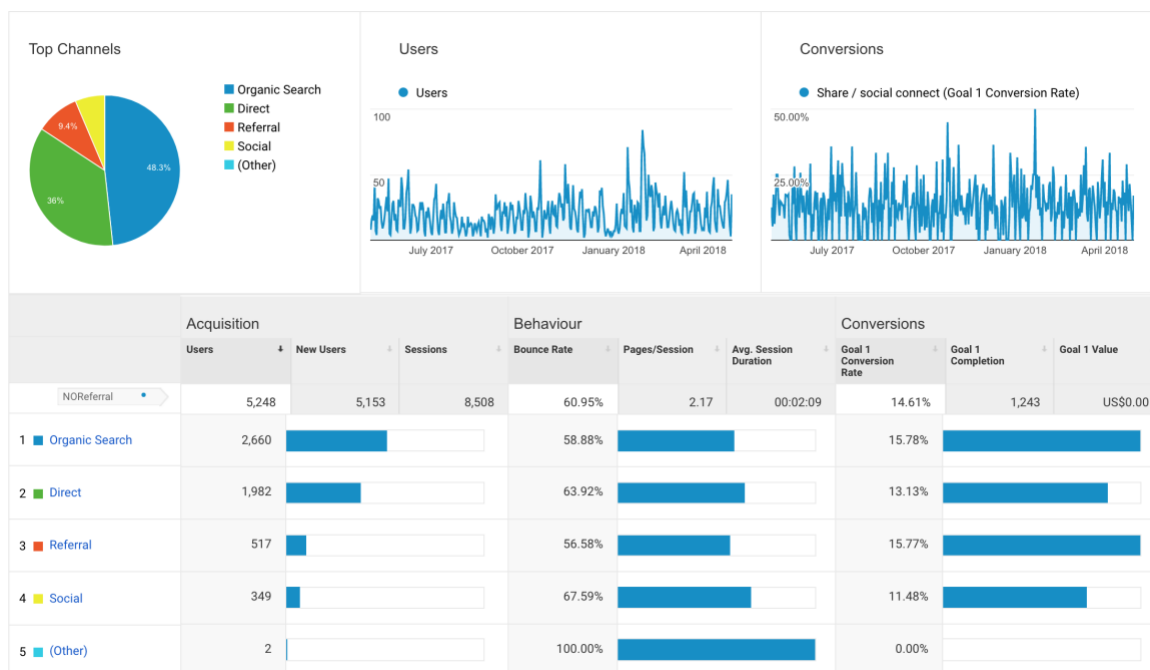 Top Channels
Organic Search
Direct
Referral
Social
(Other)
48.3%
36%
9.4%
Users
Users
100
50
July 2017 October 2017 January 2018 April 2018
Conversions
Share / social connect (Goal 1 Conversion Rate)
50.00%
25.00%
July 2017 October 2017 January 2018 April 2018
Acquisition Behaviour Conversions
Users New Users Sessions Bounce Rate Pages/Session Avg. Session Duration Goal 1 Conversion Rate Goal 1 Completion Goal 1 Value
NOReferral 5,248 5,153 8,508 60.95% 2.17 00:02:09 14.61% 1,243 US$0.00
1 Organic Search 2,660 58.88% 15.78%
2 Direct 1,982 63.92% 13.13%
3 Referral 517 56.58% 15.77%
4 Social 349 67.59% 11.48%
5 (Other) 2 100.00% 0.00%